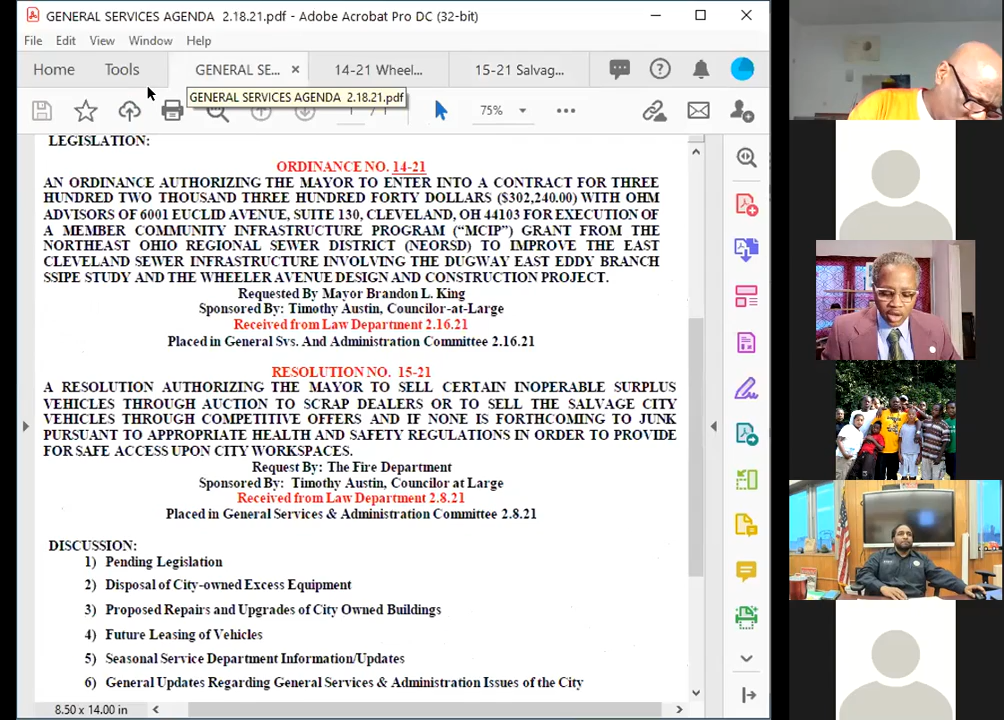 GENERAL SERVICES AGENDA 2.18.21.pdf - Adobe Acrobat Pro DC (32-bit)
File Edit View Window Help
Home Tools GENERAL SE... × 14-21 Wheel... 15-21 Salvag...
GENERAL SERVICES AGENDA 2.18.21.pdf
75%
LEGISLATION:
ORDINANCE NO. 14-21
AN ORDINANCE AUTHORIZING THE MAYOR TO ENTER INTO A CONTRACT FOR THREE
HUNDRED TWO THOUSAND THREE HUNDRED FORTY DOLLARS ($302,240.00) WITH OHM
ADVISORS OF 6001 EUCLID AVENUE, SUITE 130, CLEVELAND, OH 44103 FOR EXECUTION OF
A MEMBER COMMUNITY INFRASTRUCTURE PROGRAM (“MCIP”) GRANT FROM THE
NORTHEAST OHIO REGIONAL SEWER DISTRICT (NEORSD) TO IMPROVE THE EAST
CLEVELAND SEWER INFRASTRUCTURE INVOLVING THE DUGWAY EAST EDDY BRANCH
SSIPE STUDY AND THE WHEELER AVENUE DESIGN AND CONSTRUCTION PROJECT.
Requested By Mayor Brandon L. King
Sponsored By: Timothy Austin, Councilor-at-Large
Received from Law Department 2.16.21
Placed in General Svs. And Administration Committee 2.16.21
RESOLUTION NO. 15-21
A RESOLUTION AUTHORIZING THE MAYOR TO SELL CERTAIN INOPERABLE SURPLUS
VEHICLES THROUGH AUCTION TO SCRAP DEALERS OR TO SELL THE SALVAGE CITY
VEHICLES THROUGH COMPETITIVE OFFERS AND IF NONE IS FORTHCOMING TO JUNK
PURSUANT TO APPROPRIATE HEALTH AND SAFETY REGULATIONS IN ORDER TO PROVIDE
FOR SAFE ACCESS UPON CITY WORKSPACES.
Request By: The Fire Department
Sponsored By: Timothy Austin, Councilor at Large
Received from Law Department 2.8.21
Placed in General Services & Administration Committee 2.8.21
DISCUSSION:
1) Pending Legislation
2) Disposal of City-owned Excess Equipment
3) Proposed Repairs and Upgrades of City Owned Buildings
4) Future Leasing of Vehicles
5) Seasonal Service Department Information/Updates
6) General Updates Regarding General Services & Administration Issues of the City
8.50 x 14.00 in